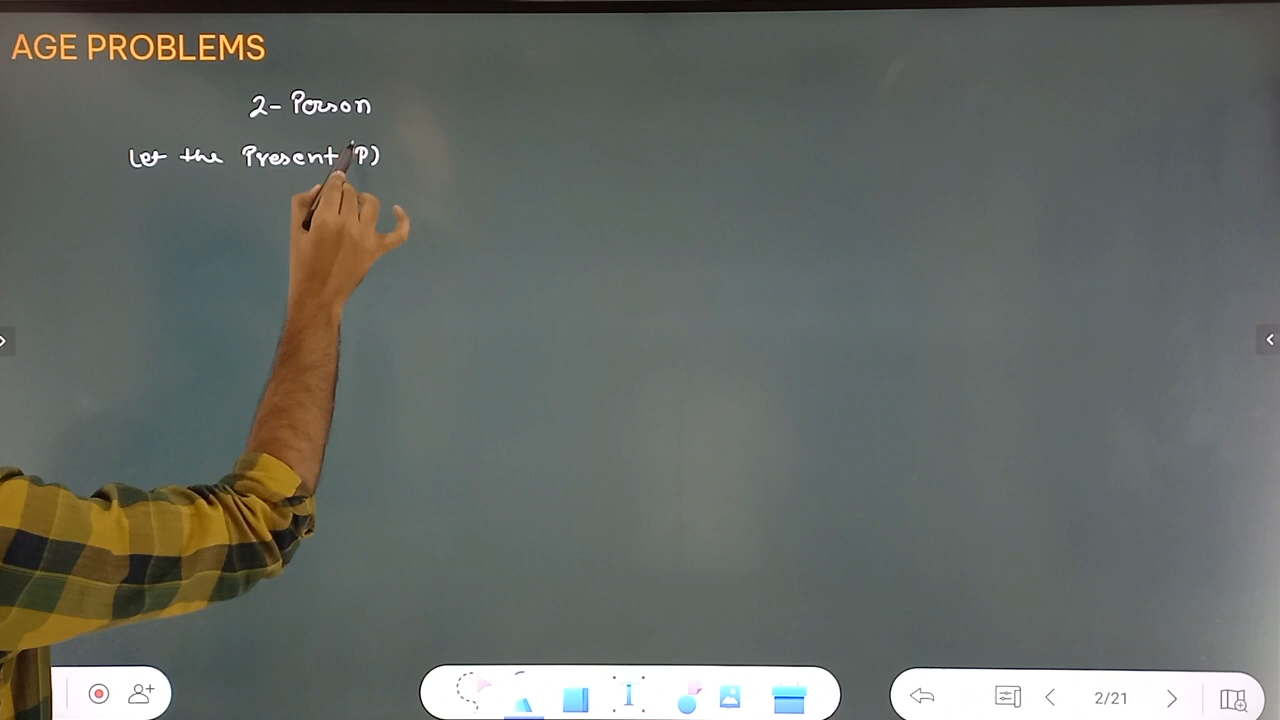 AGE PROBLEMS
2- Person
Let the Present (P)
2/21